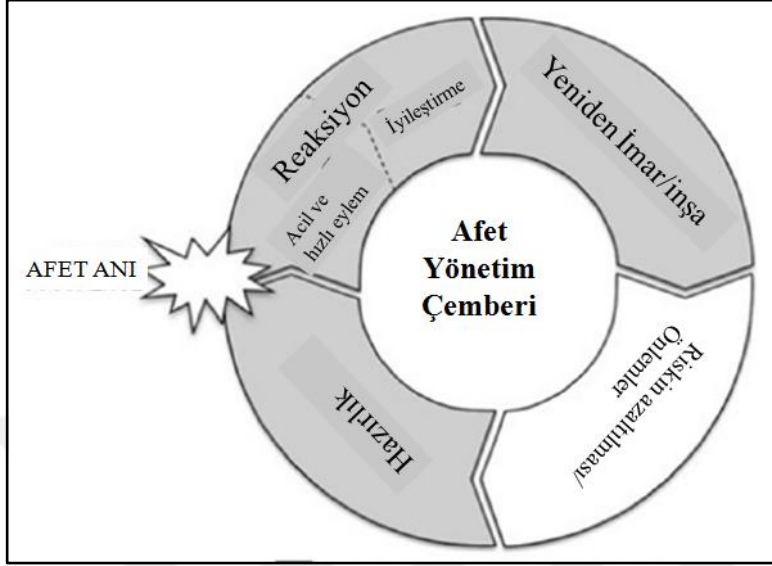 Reaksiyon
İyileştirme
Acil ve
hızlı eylem
Yeniden İmar/inşa
AFET ANI
Afet
Yönetim
Çemberi
Riskin azaltılması/
Önlemler
Hazırlık